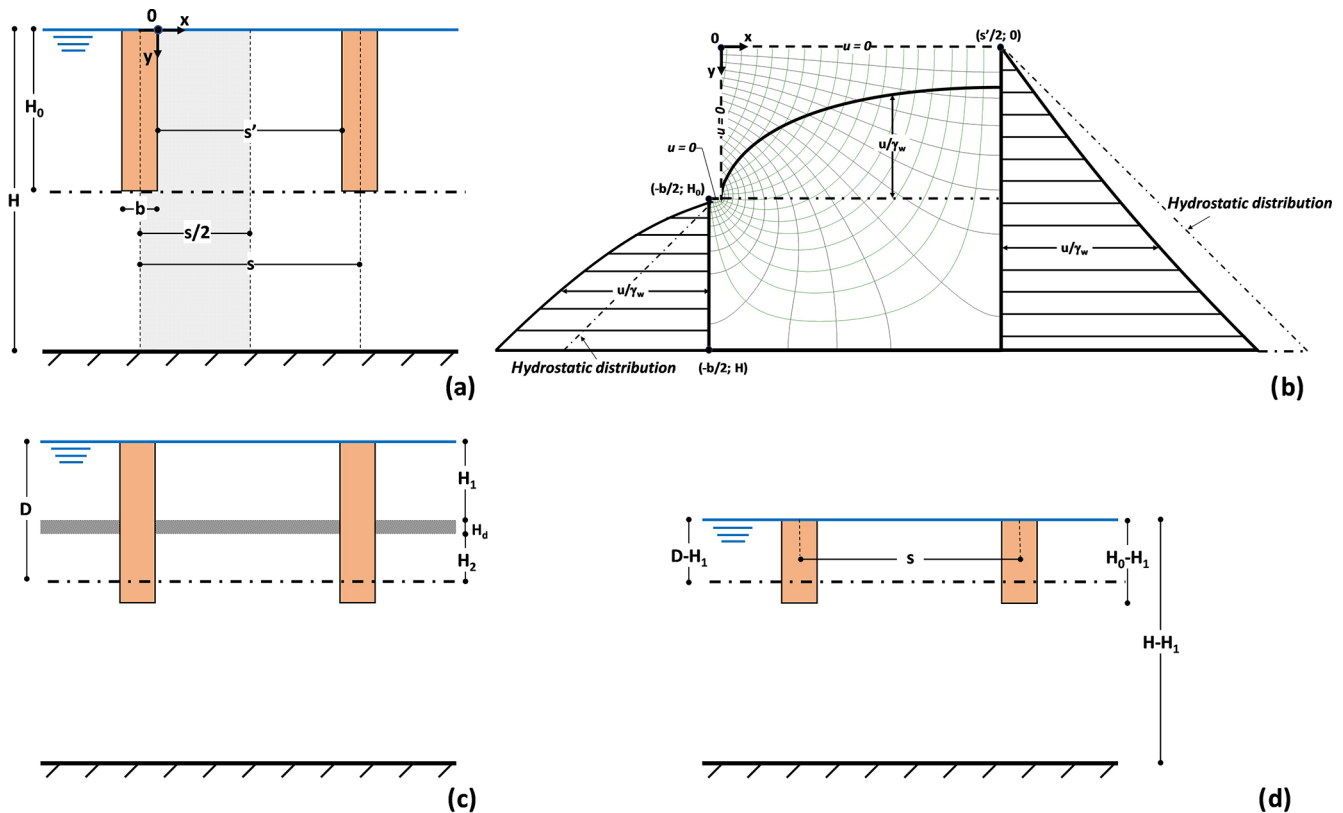 0
x
y
H₀
s'
H
b
s/2
s
(a)
0
x
y
u = 0
(s'/2; 0)
u = 0
u = 0
u/γw
(-b/2; H₀)
Hydrostatic distribution
u/γw
u/γw
Hydrostatic distribution
(-b/2; H)
(b)
D
H₁
Hd
H₂
(c)
D-H₁
s
H₀-H₁
H-H₁
(d)